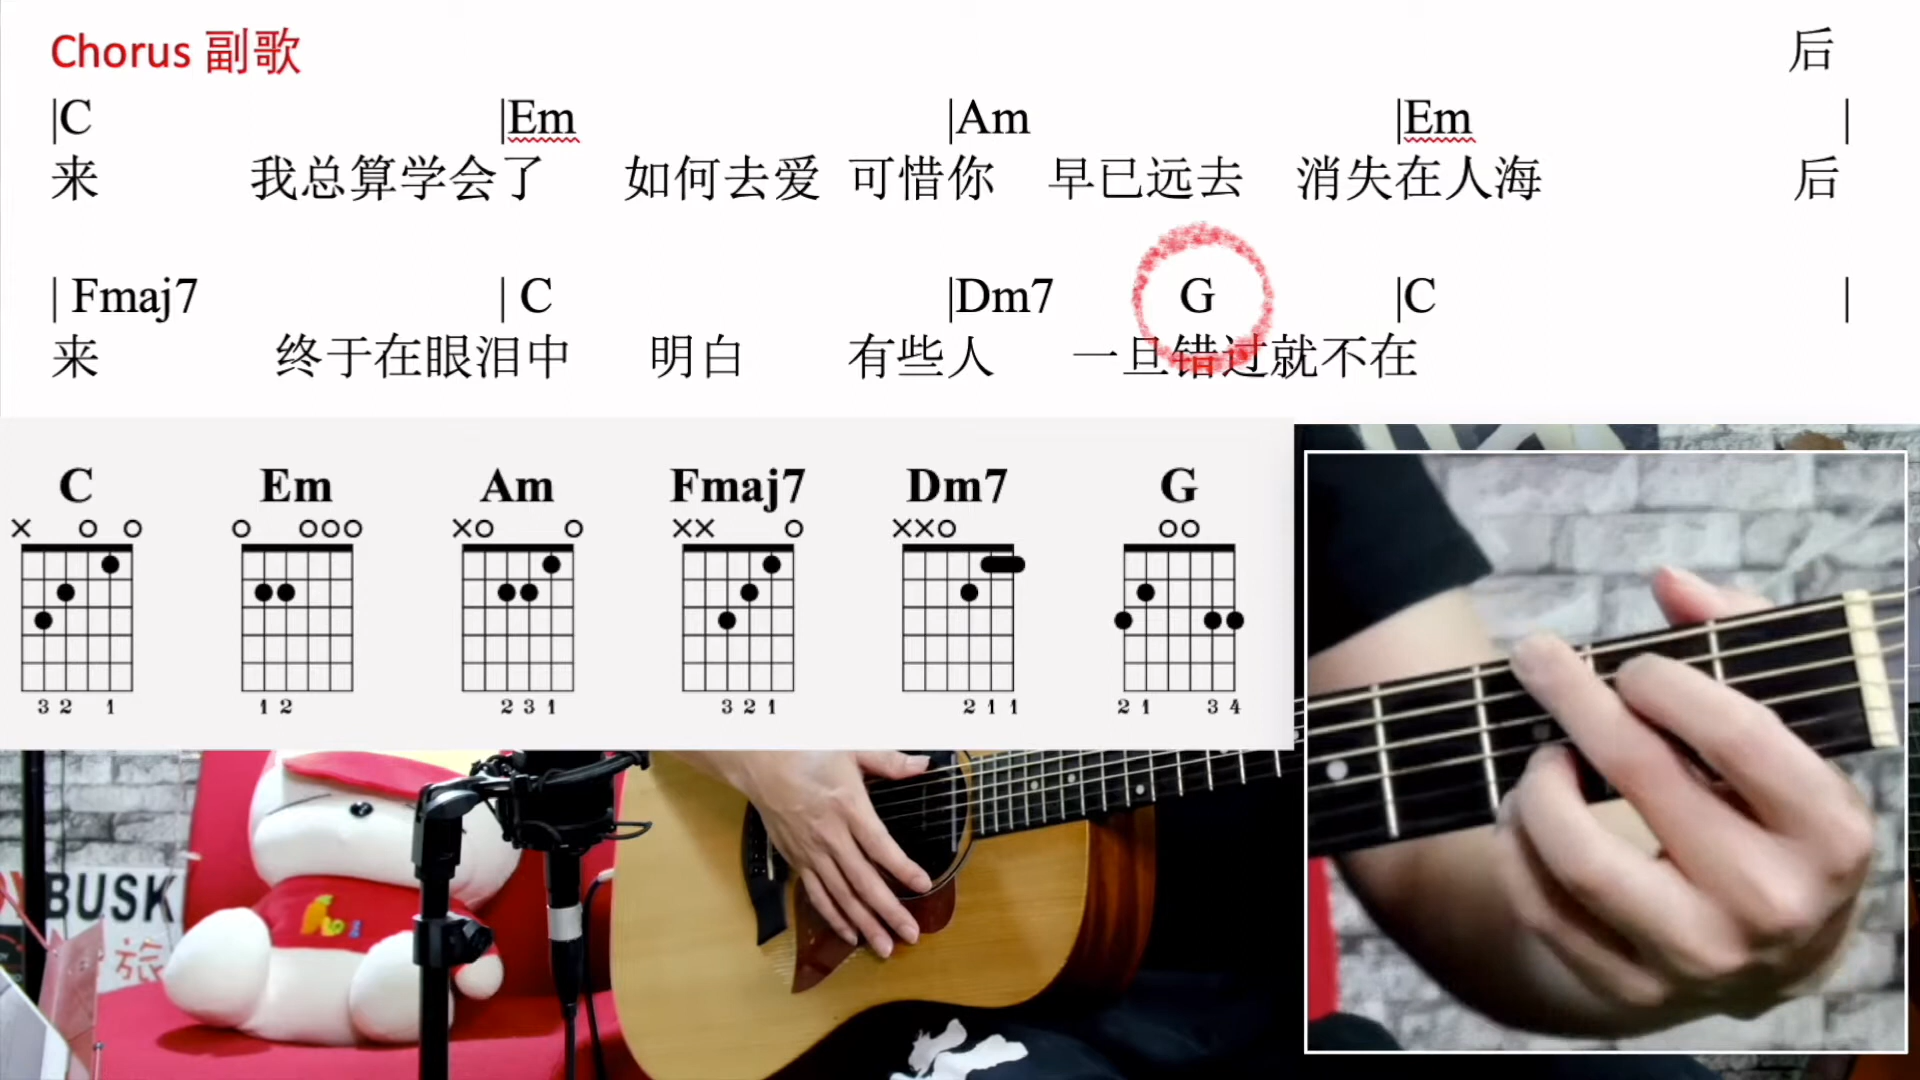 Chorus 副歌 后
|C |Em |Am |Em |
来 我总算学会了 如何去爱 可惜你 早已远去 消失在人海 后
| Fmaj7 | C |Dm7 G |C |
来 终于在眼泪中 明白 有些人 一旦错过就不在
C Em Am Fmaj7 Dm7 G
× ○ ○ ○ ○○○ ×○ ○ ×× ○ ××○ ○○
3 2 1 1 2 2 3 1 3 2 1 2 1 1 2 1 3 4
BUSK
旅